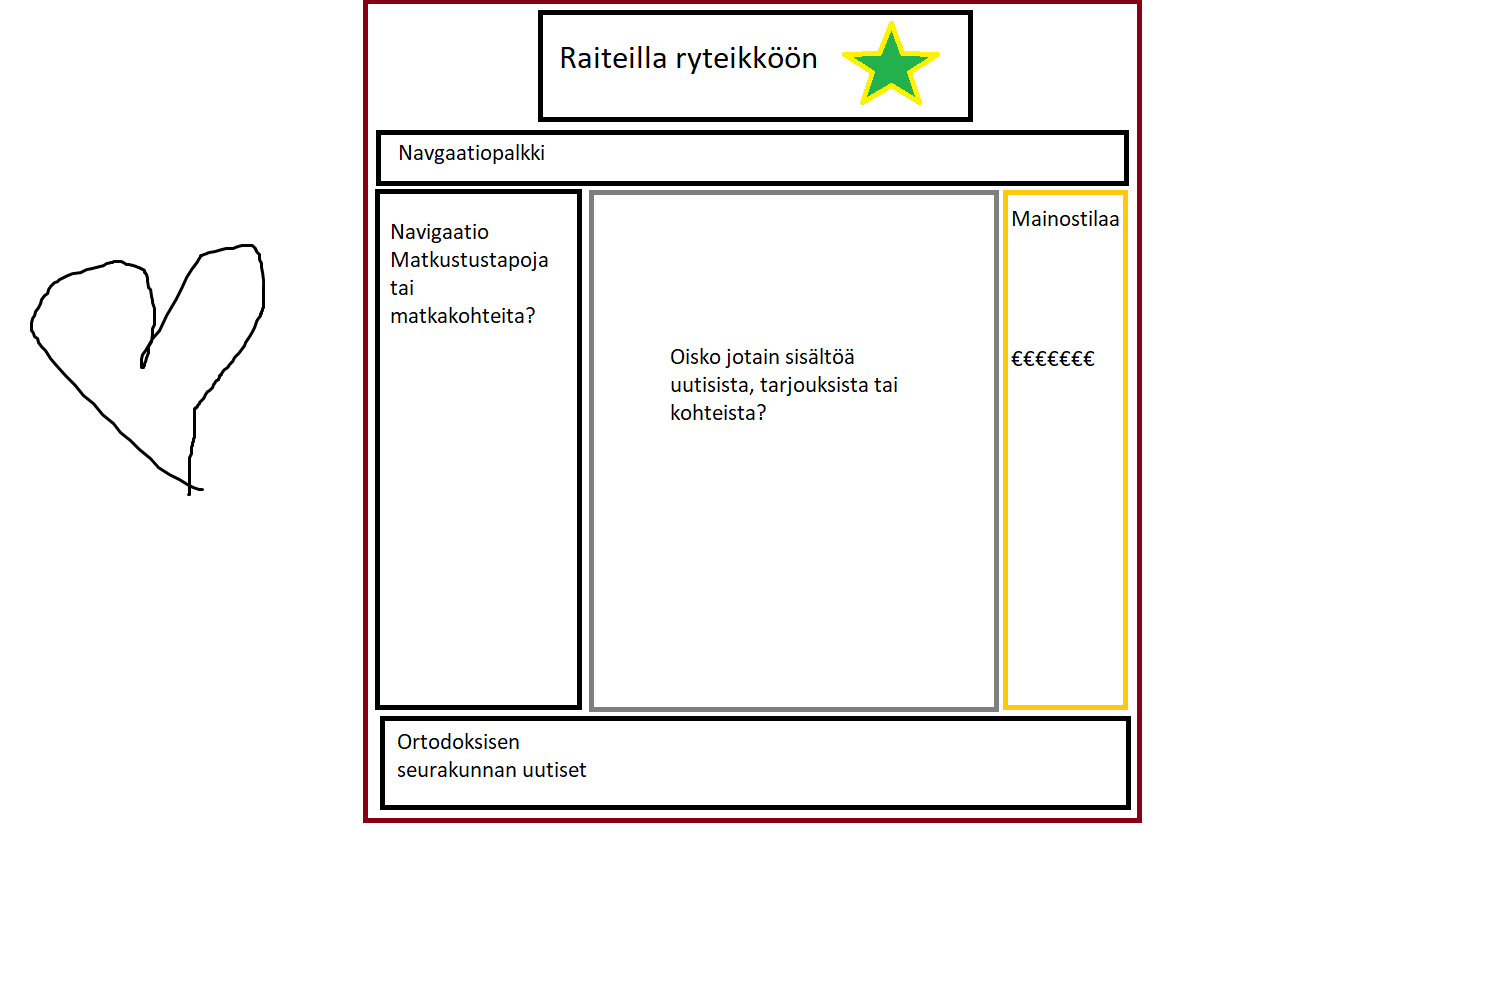 Raiteilla ryteikköön
Navgaatiopalkki
Navigaatio
Matkustustapoja
tai
matkakohteita?
Oisko jotain sisältöä
uutisista, tarjouksista tai
kohteista?
Mainostilaa
€€€€€€€
Ortodoksisen
seurakunnan uutiset